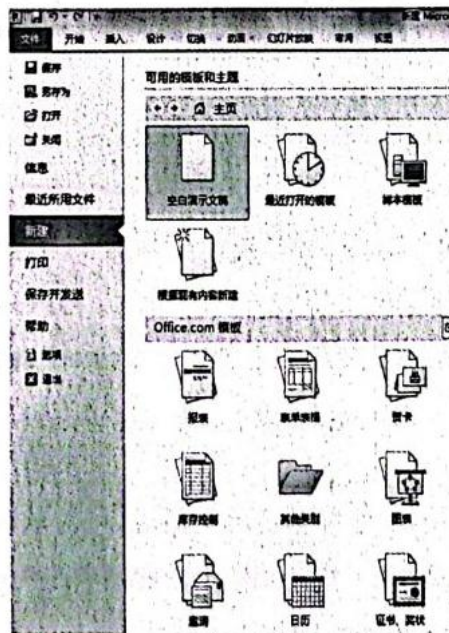 新建 Micro
文件 开始 插入 设计 切换 动画 幻灯片放映 审阅 视图
保存
另存为
打开
关闭
信息
最近所用文件
新建
打印
保存并发送
帮助
选项
退出
可用的模板和主题
主页
空白演示文稿 最近打开的模板 样本模板
根据现有内容新建
Office.com 模板
报表 表单表格 贺卡
库存控制 其他类别 图表
邀请 日历 证书、奖状